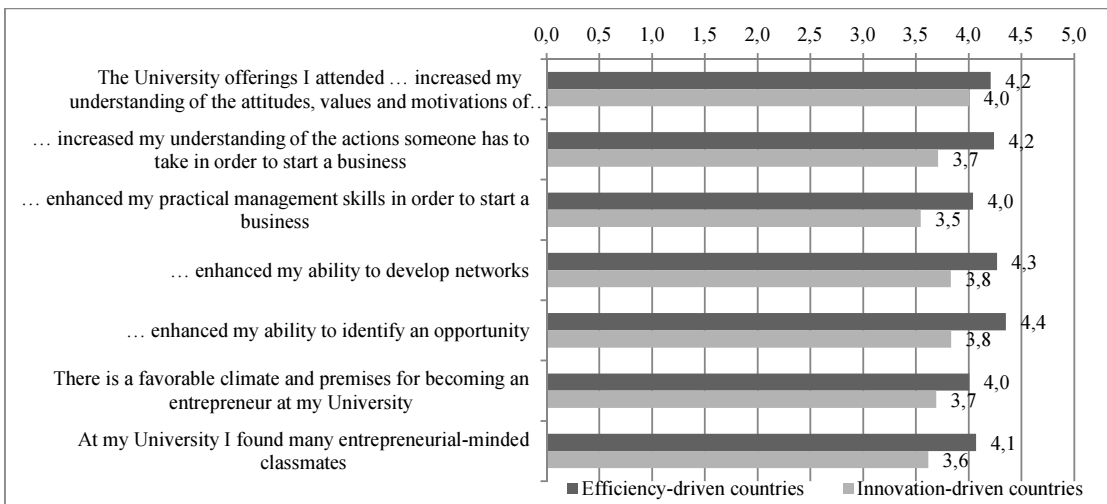 0,0 0,5 1,0 1,5 2,0 2,5 3,0 3,5 4,0 4,5 5,0
The University offerings I attended … increased my
understanding of the attitudes, values and motivations of…
4,2
4,0
… increased my understanding of the actions someone has to
take in order to start a business
4,2
3,7
… enhanced my practical management skills in order to start a
business
4,0
3,5
… enhanced my ability to develop networks
4,3
3,8
… enhanced my ability to identify an opportunity
4,4
3,8
There is a favorable climate and premises for becoming an
entrepreneur at my University
4,0
3,7
At my University I found many entrepreneurial-minded
classmates
4,1
3,6
Efficiency-driven countries Innovation-driven countries